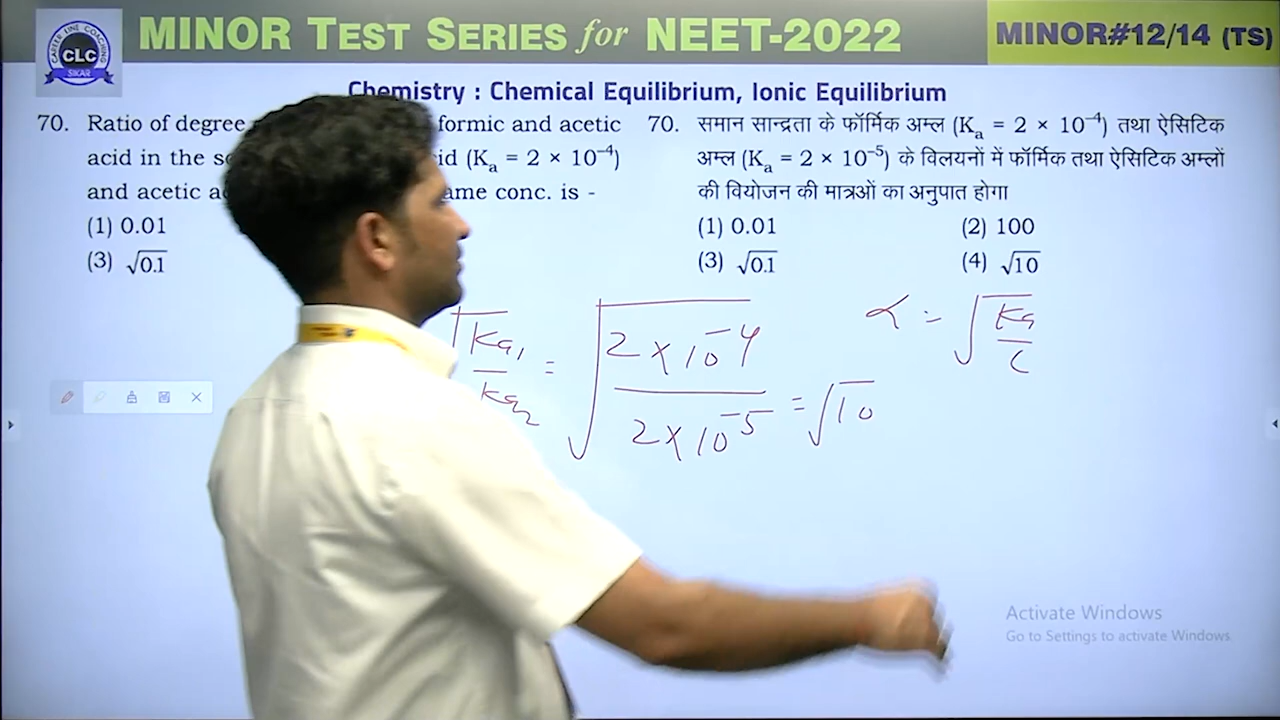 CAREER LINE COACHING
CLC
SIKAR
MINOR TEST SERIES for NEET-2022
MINOR#12/14 (TS)
Chemistry : Chemical Equilibrium, Ionic Equilibrium
70. Ratio of degree formic and acetic
acid in the id (Ka = 2 × 10⁻⁴)
and acetic ame conc. is -
(1) 0.01
(3) √0.1
70. समान सान्द्रता के फॉर्मिक अम्ल (Ka = 2 × 10⁻⁴) तथा ऐसिटिक
अम्ल (Ka = 2 × 10⁻⁵) के विलयनों में फॉर्मिक तथा ऐसिटिक अम्लों
की वियोजन की मात्रओं का अनुपात होगा
(1) 0.01 (2) 100
(3) √0.1 (4) √10
√Ka₁/Ka₂ = √2 × 10⁻⁴/2 × 10⁻⁵ = √10
α = √Ka/C
Activate Windows
Go to Settings to activate Windows.